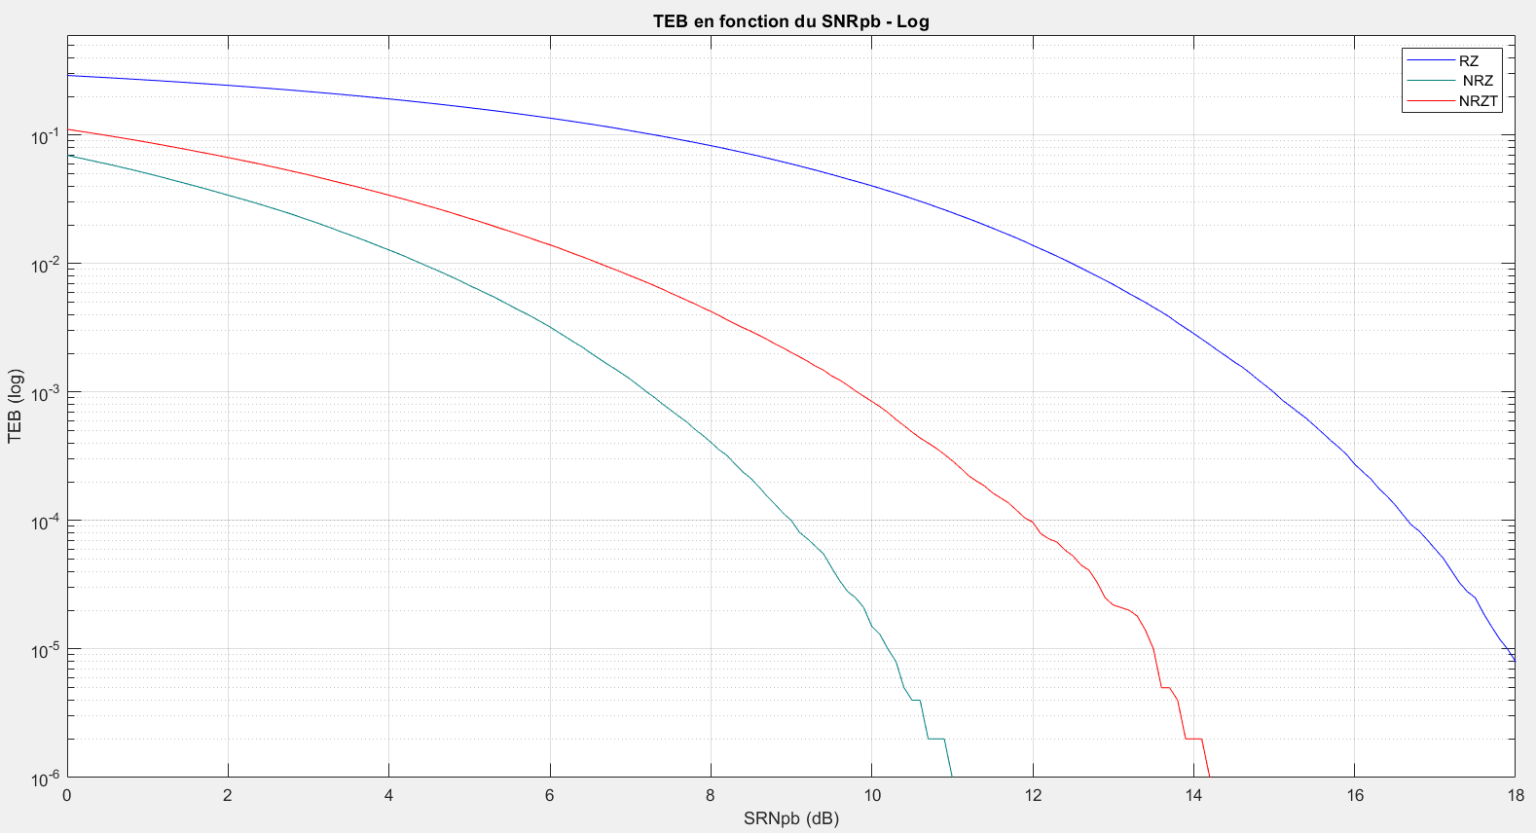 TEB en fonction du SNRpb - Log
RZ
NRZ
NRZT
TEB (log)
10-1
10-2
10-3
10-4
10-5
10-6
0 2 4 6 8 10 12 14 16 18
SRNpb (dB)